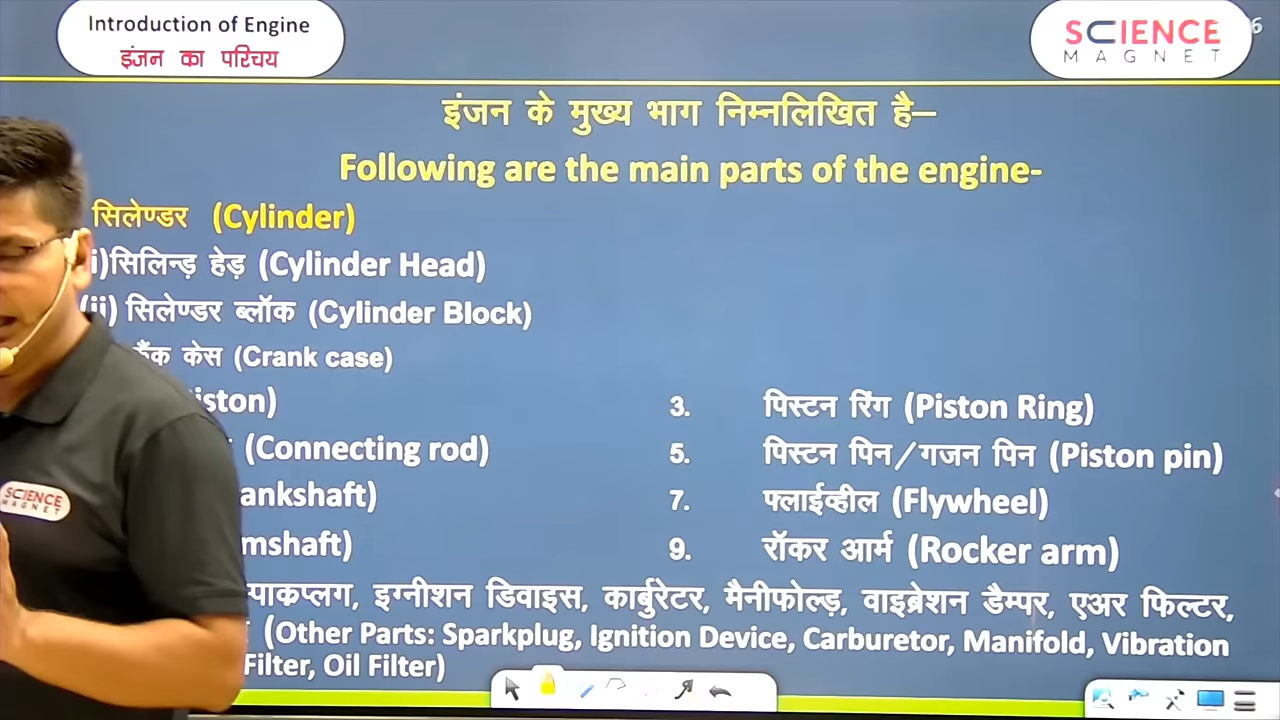 Introduction of Engine
इंजन का परिचय
SCIENCE
MAGNET
6
इंजन के मुख्य भाग निम्नलिखित है—
Following are the main parts of the engine-
सिलेण्डर (Cylinder)
i)सिलिन्ड़ हेड़ (Cylinder Head)
(ii) सिलेण्डर ब्लॉक (Cylinder Block)
केस (Crank case)
iston)
3. पिस्टन रिंग (Piston Ring)
(Connecting rod)
5. पिस्टन पिन/गजन पिन (Piston pin)
ankshaft)
7. फ्लाईव्हील (Flywheel)
mshaft)
9. रॉकर आर्म (Rocker arm)
पाकप्लग, इग्नीशन डिवाइस, कार्बुरेटर, मैनीफोल्ड़, वाइब्रेशन डैम्पर, एअर फिल्टर,
(Other Parts: Sparkplug, Ignition Device, Carburetor, Manifold, Vibration
Filter, Oil Filter)
SCIENCE
MAGNET